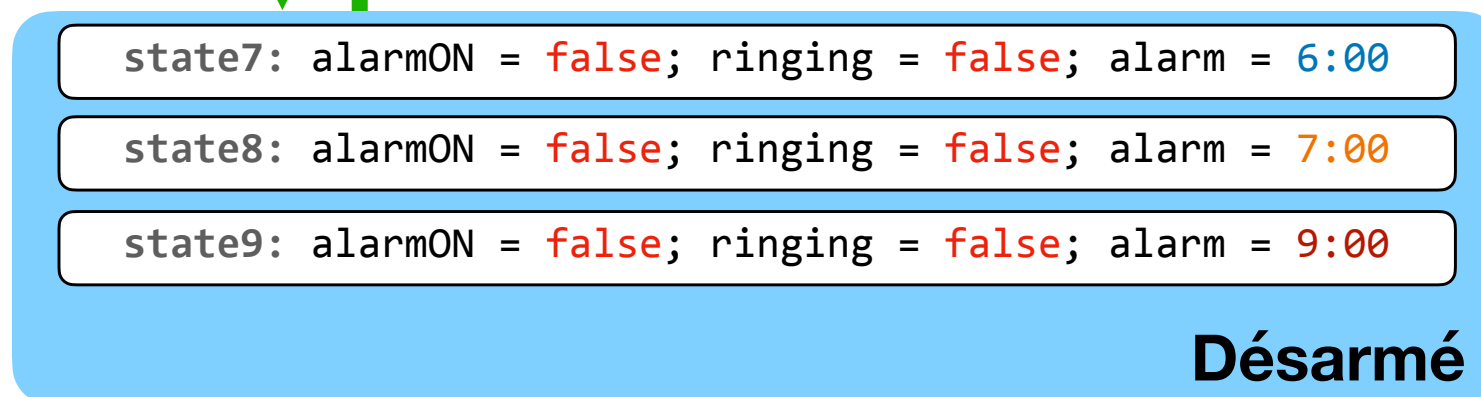 state7: alarmON = false; ringing = false; alarm = 6:00
state8: alarmON = false; ringing = false; alarm = 7:00
state9: alarmON = false; ringing = false; alarm = 9:00
Désarmé